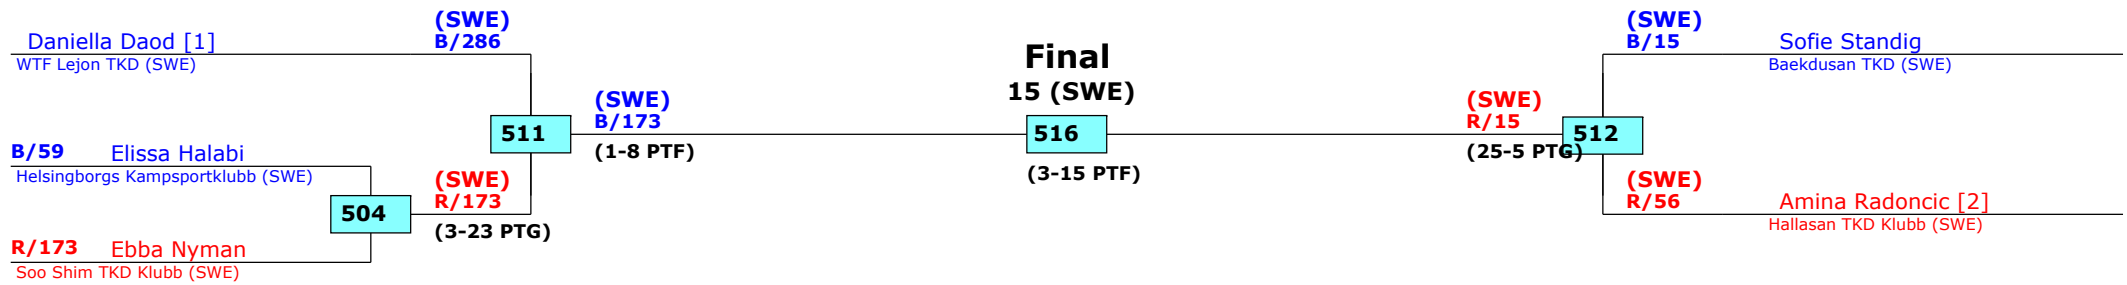 (SWE)
B/286
Daniella Daod [1]
WTF Lejon TKD (SWE)
B/59
Elissa Halabi
Helsingborgs Kampsportklubb (SWE)
R/173
Ebba Nyman
Soo Shim TKD Klubb (SWE)
504
(SWE)
R/173
(3-23 PTG)
511
(SWE)
B/173
(1-8 PTF)
Final
15 (SWE)
516
(3-15 PTF)
(SWE)
R/15
(25-5 PTG)
512
(SWE)
B/15
Sofie Standig
Baekdusan TKD (SWE)
(SWE)
R/56
Amina Radoncic [2]
Hallasan TKD Klubb (SWE)